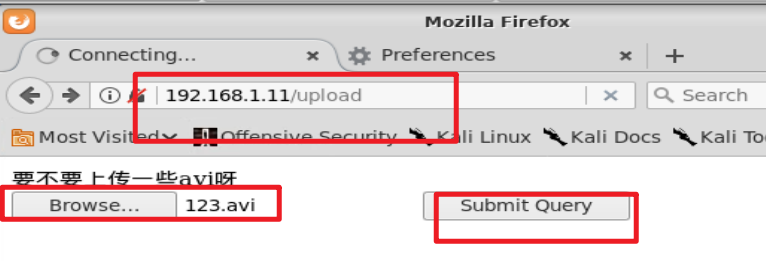 Mozilla Firefox
Connecting... Preferences
192.168.1.11/upload Search
Most Visited Offensive Security Kali Linux Kali Docs Kali To
要不要上传一些avi呀
Browse... 123.avi Submit Query